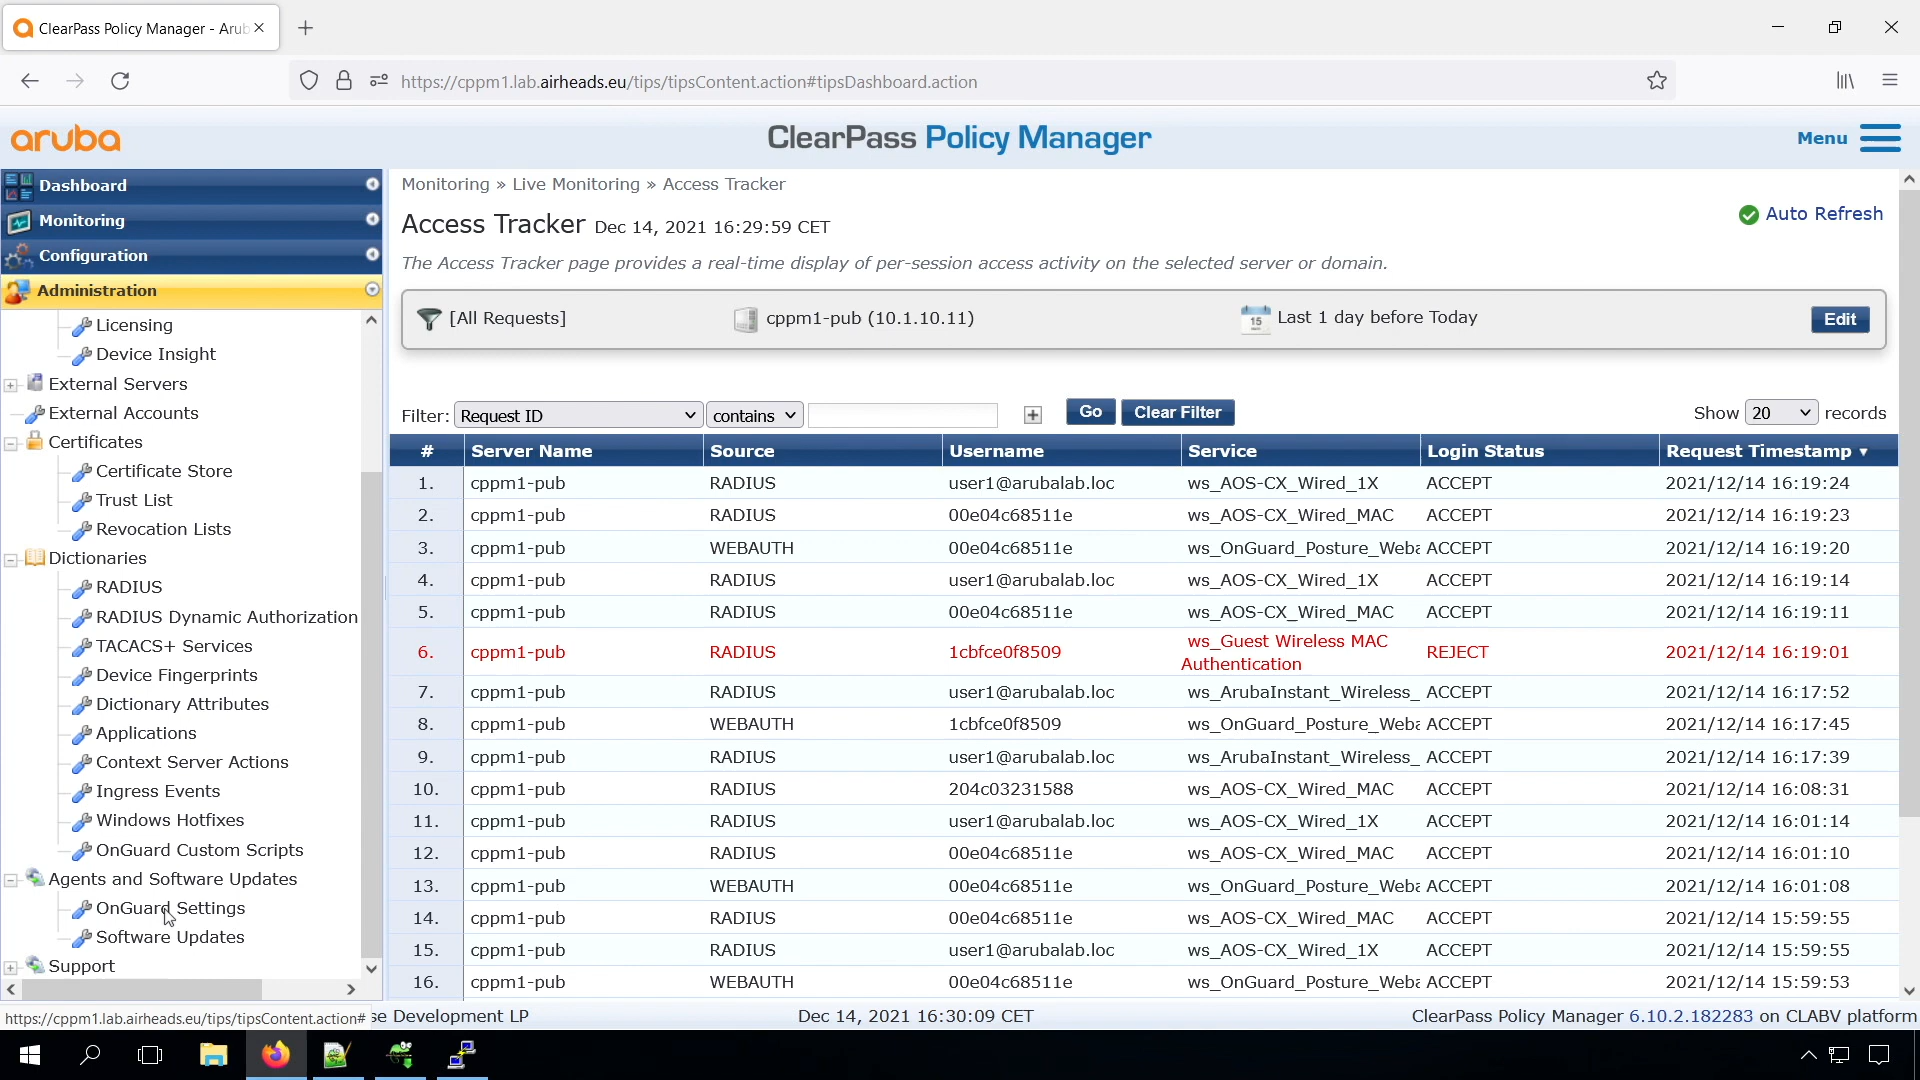 ClearPass Policy Manager - Arub
https://cppm1.lab.airheads.eu/tips/tipsContent.action#tipsDashboard.action
aruba
ClearPass Policy Manager
Menu
Dashboard
Monitoring
Configuration
Administration
Licensing
Device Insight
External Servers
External Accounts
Certificates
Certificate Store
Trust List
Revocation Lists
Dictionaries
RADIUS
RADIUS Dynamic Authorization
TACACS+ Services
Device Fingerprints
Dictionary Attributes
Applications
Context Server Actions
Ingress Events
Windows Hotfixes
OnGuard Custom Scripts
Agents and Software Updates
OnGuard Settings
Software Updates
Support
Monitoring » Live Monitoring » Access Tracker
Access Tracker Dec 14, 2021 16:29:59 CET
Auto Refresh
The Access Tracker page provides a real-time display of per-session access activity on the selected server or domain.
[All Requests] cppm1-pub (10.1.10.11) 15 Last 1 day before Today Edit
Filter: Request ID contains + Go Clear Filter Show 20 records
# Server Name Source Username Service Login Status Request Timestamp ▼
1. cppm1-pub RADIUS user1@arubalab.loc ws_AOS-CX_Wired_1X ACCEPT 2021/12/14 16:19:24
2. cppm1-pub RADIUS 00e04c68511e ws_AOS-CX_Wired_MAC ACCEPT 2021/12/14 16:19:23
3. cppm1-pub WEBAUTH 00e04c68511e ws_OnGuard_Posture_Weba ACCEPT 2021/12/14 16:19:20
4. cppm1-pub RADIUS user1@arubalab.loc ws_AOS-CX_Wired_1X ACCEPT 2021/12/14 16:19:14
5. cppm1-pub RADIUS 00e04c68511e ws_AOS-CX_Wired_MAC ACCEPT 2021/12/14 16:19:11
6. cppm1-pub RADIUS 1cbfce0f8509 ws_Guest Wireless MAC Authentication REJECT 2021/12/14 16:19:01
7. cppm1-pub RADIUS user1@arubalab.loc ws_ArubaInstant_Wireless_ ACCEPT 2021/12/14 16:17:52
8. cppm1-pub WEBAUTH 1cbfce0f8509 ws_OnGuard_Posture_Weba ACCEPT 2021/12/14 16:17:45
9. cppm1-pub RADIUS user1@arubalab.loc ws_ArubaInstant_Wireless_ ACCEPT 2021/12/14 16:17:39
10. cppm1-pub RADIUS 204c03231588 ws_AOS-CX_Wired_MAC ACCEPT 2021/12/14 16:08:31
11. cppm1-pub RADIUS user1@arubalab.loc ws_AOS-CX_Wired_1X ACCEPT 2021/12/14 16:01:14
12. cppm1-pub RADIUS 00e04c68511e ws_AOS-CX_Wired_MAC ACCEPT 2021/12/14 16:01:10
13. cppm1-pub WEBAUTH 00e04c68511e ws_OnGuard_Posture_Weba ACCEPT 2021/12/14 16:01:08
14. cppm1-pub RADIUS 00e04c68511e ws_AOS-CX_Wired_MAC ACCEPT 2021/12/14 15:59:55
15. cppm1-pub RADIUS user1@arubalab.loc ws_AOS-CX_Wired_1X ACCEPT 2021/12/14 15:59:55
16. cppm1-pub WEBAUTH 00e04c68511e ws_OnGuard_Posture_Weba ACCEPT 2021/12/14 15:59:53
https://cppm1.lab.airheads.eu/tips/tipsContent.action# se Development LP Dec 14, 2021 16:30:09 CET ClearPass Policy Manager 6.10.2.182283 on CLABV platform